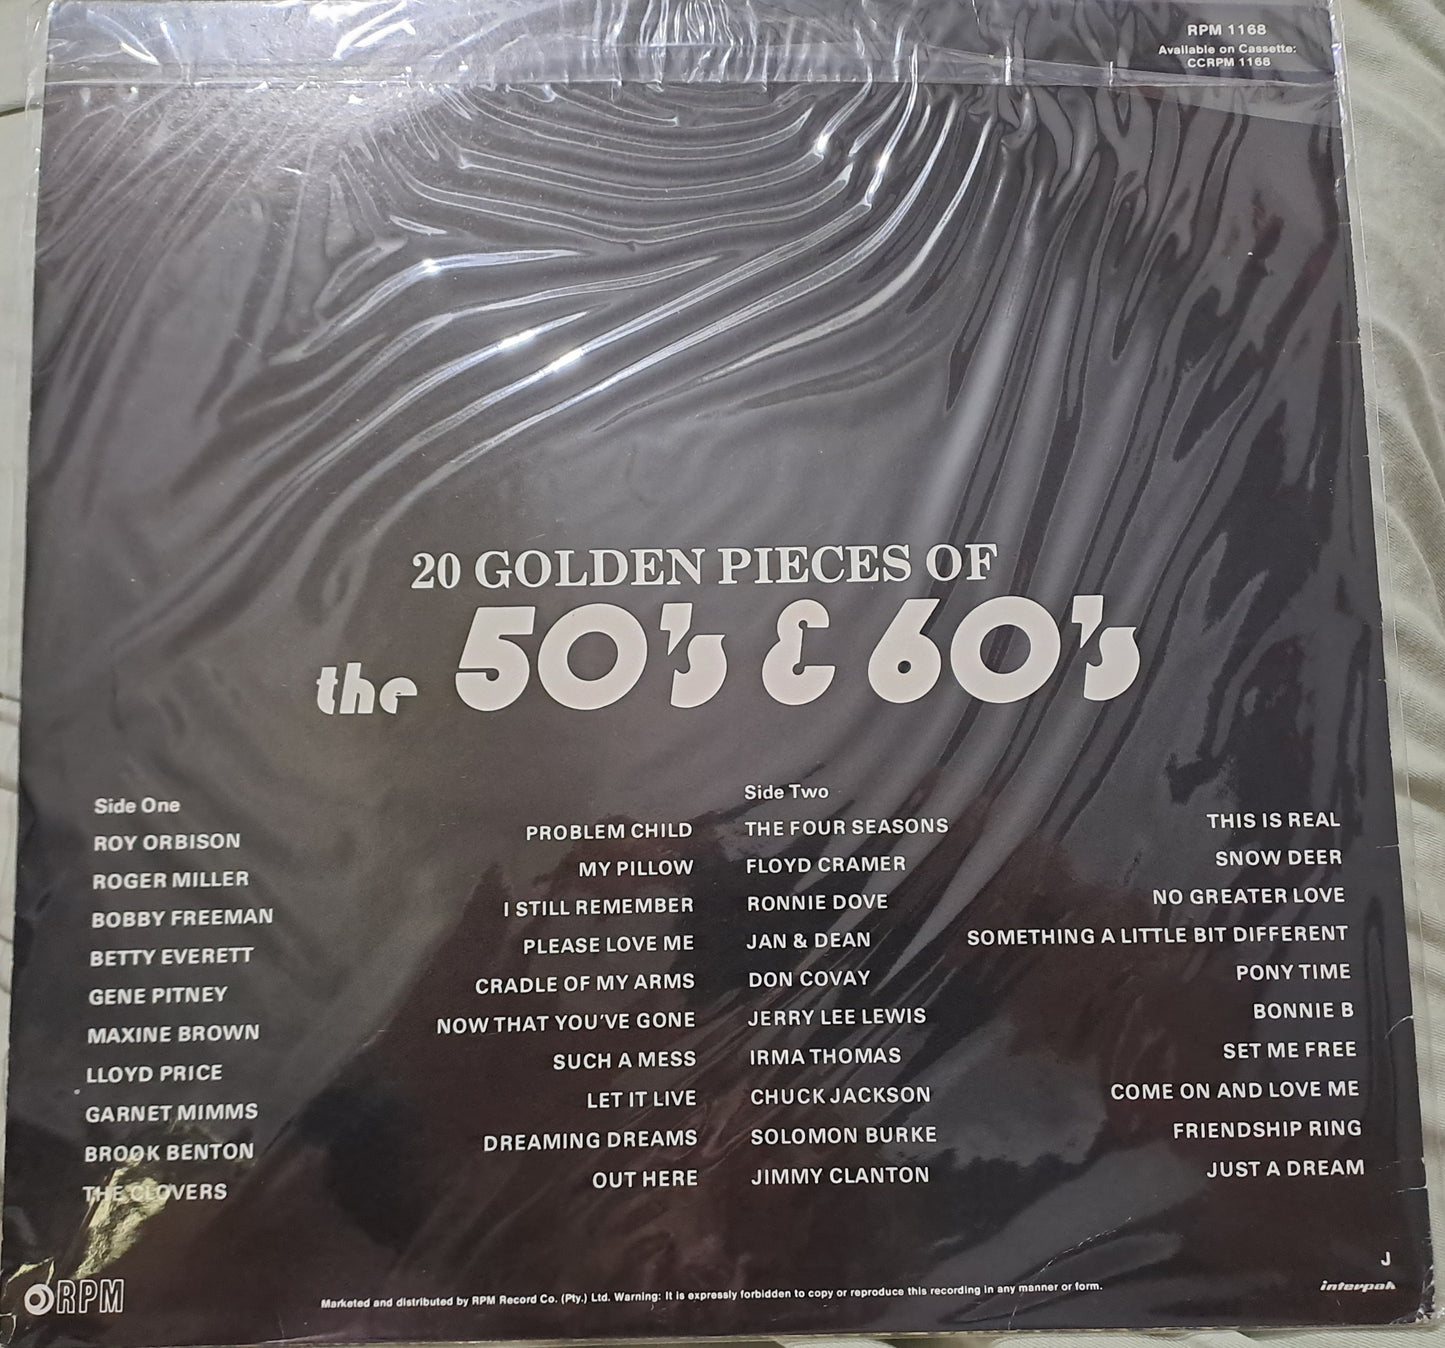 RPM 1168
Available on Cassette:
CCRPM 1168
20 GOLDEN PIECES OF
the 50's & 60's
Side One
ROY ORBISON PROBLEM CHILD
ROGER MILLER MY PILLOW
BOBBY FREEMAN I STILL REMEMBER
BETTY EVERETT PLEASE LOVE ME
GENE PITNEY CRADLE OF MY ARMS
MAXINE BROWN NOW THAT YOU'VE GONE
LLOYD PRICE SUCH A MESS
GARNET MIMMS LET IT LIVE
BROOK BENTON DREAMING DREAMS
THE CLOVERS OUT HERE
Side Two
THE FOUR SEASONS THIS IS REAL
FLOYD CRAMER SNOW DEER
RONNIE DOVE NO GREATER LOVE
JAN & DEAN SOMETHING A LITTLE BIT DIFFERENT
DON COVAY PONY TIME
JERRY LEE LEWIS BONNIE B
IRMA THOMAS SET ME FREE
CHUCK JACKSON COME ON AND LOVE ME
SOLOMON BURKE FRIENDSHIP RING
JIMMY CLANTON JUST A DREAM
J
RPM
Marketed and distributed by RPM Record Co. (Pty.) Ltd. Warning: It is expressly forbidden to copy or reproduce this recording in any manner or form.
interpak